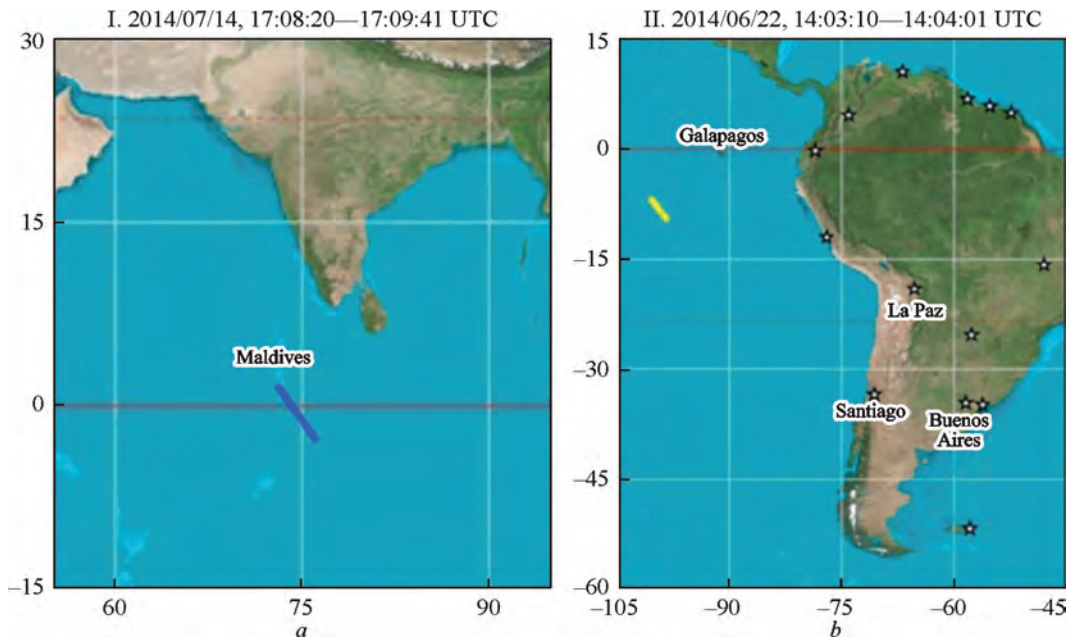 I. 2014/07/14, 17:08:20—17:09:41 UTC
30
15
0
–15
60
75
90
Maldives
a
II. 2014/06/22, 14:03:10—14:04:01 UTC
15
0
–15
–30
–45
–60
–105
–90
–75
–60
–45
Galapagos
La Paz
Santiago
Buenos
Aires
b